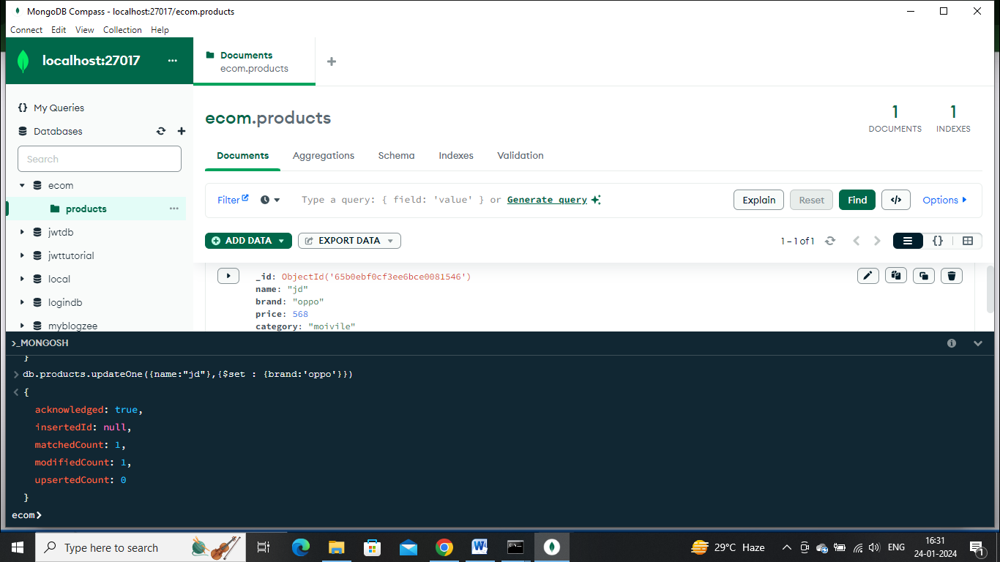 MongoDB Compass - localhost:27017/ecom.products
Connect Edit View Collection Help
localhost:27017
Documents
ecom.products
My Queries
Databases
Search
ecom
products
jwtdb
jwttutorial
local
logindb
myblogzee
ecom.products
1
DOCUMENTS
1
INDEXES
Documents Aggregations Schema Indexes Validation
Filter Type a query: { field: 'value' } or Generate query Explain Reset Find </> Options
ADD DATA EXPORT DATA 1 – 1 of 1 {}
_id: ObjectId('65b0ebf0cf3ee6bce0081546')
name: "jd"
brand: "oppo"
price: 568
category: "moivile"
>_MONGOSH
}
> db.products.updateOne({name:"jd"},{$set : {brand:'oppo'}})
< {
acknowledged: true,
insertedId: null,
matchedCount: 1,
modifiedCount: 1,
upsertedCount: 0
}
ecom>
Type here to search 29°C Haze ENG 16:31
24-01-2024 1